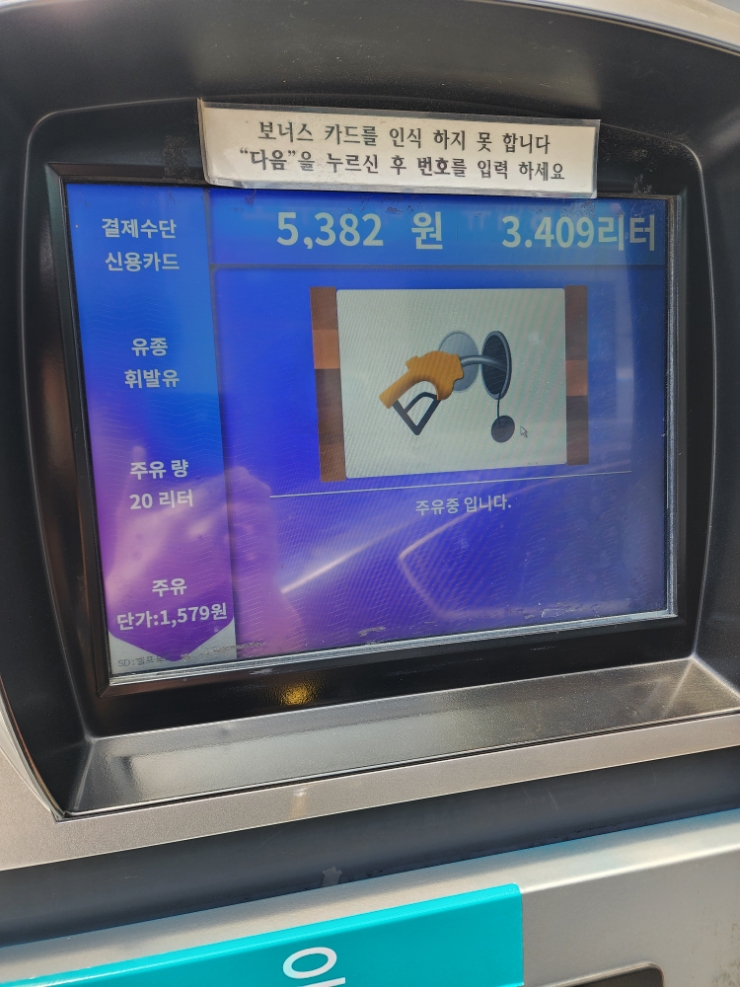 보너스 카드를 인식 하지 못 합니다
“다음”을 누르신 후 번호를 입력 하세요
결제수단
신용카드
5,382 원 3.409리터
유종
휘발유
주유 량
20 리터
주유중 입니다.
주유
단가:1,579원